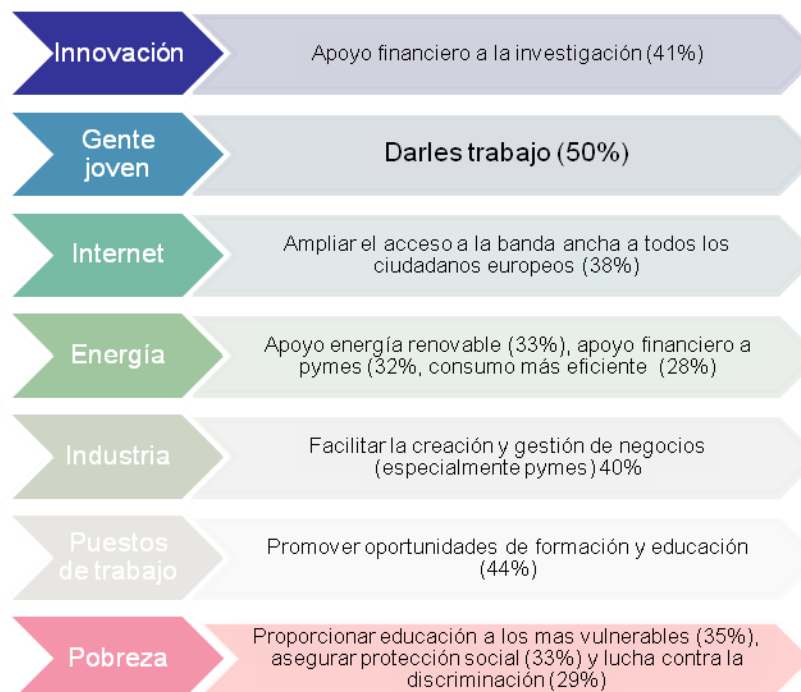 Innovación
Apoyo financiero a la investigación (41%)
Gente
joven
Darles trabajo (50%)
Internet
Ampliar el acceso a la banda ancha a todos los
ciudadanos europeos (38%)
Energía
Apoyo energía renovable (33%), apoyo financiero a
pymes (32%, consumo más eficiente (28%)
Industria
Facilitar la creación y gestión de negocios
(especialmente pymes) 40%
Puestos
de trabajo
Promover oportunidades de formación y educación
(44%)
Pobreza
Proporcionar educación a los mas vulnerables (35%),
asegurar protección social (33%) y lucha contra la
discriminación (29%)